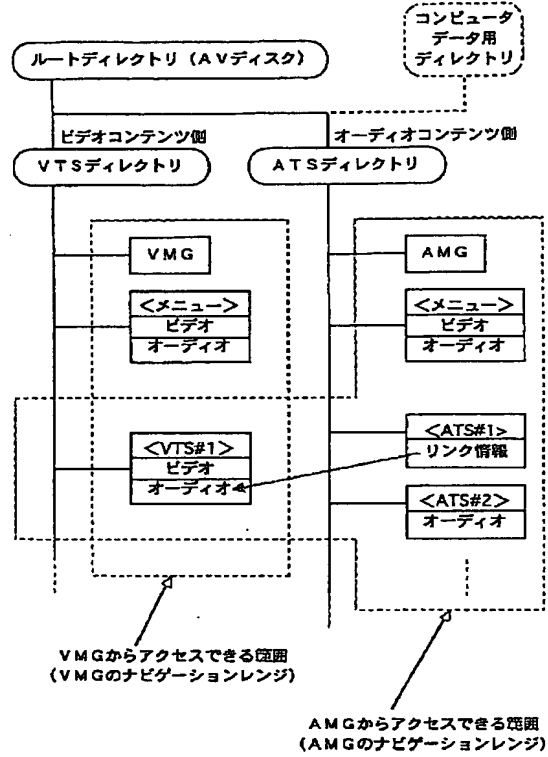 コンピュータ
データ用
ディレクトリ
ルートディレクトリ（ＡＶディスク）
ビデオコンテンツ側
オーディオコンテンツ側
ＶＴＳディレクトリ
ＡＴＳディレクトリ
ＶＭＧ
ＡＭＧ
＜メニュー＞
ビデオ
オーディオ
＜メニュー＞
ビデオ
オーディオ
<VTS#1>
ビデオ
オーディオ
<ATS#1>
リンク情報
<ATS#2>
オーディオ
ＶＭＧからアクセスできる範囲
（ＶＭＧのナビゲーションレンジ）
ＡＭＧからアクセスできる範囲
（ＡＭＧのナビゲーションレンジ）